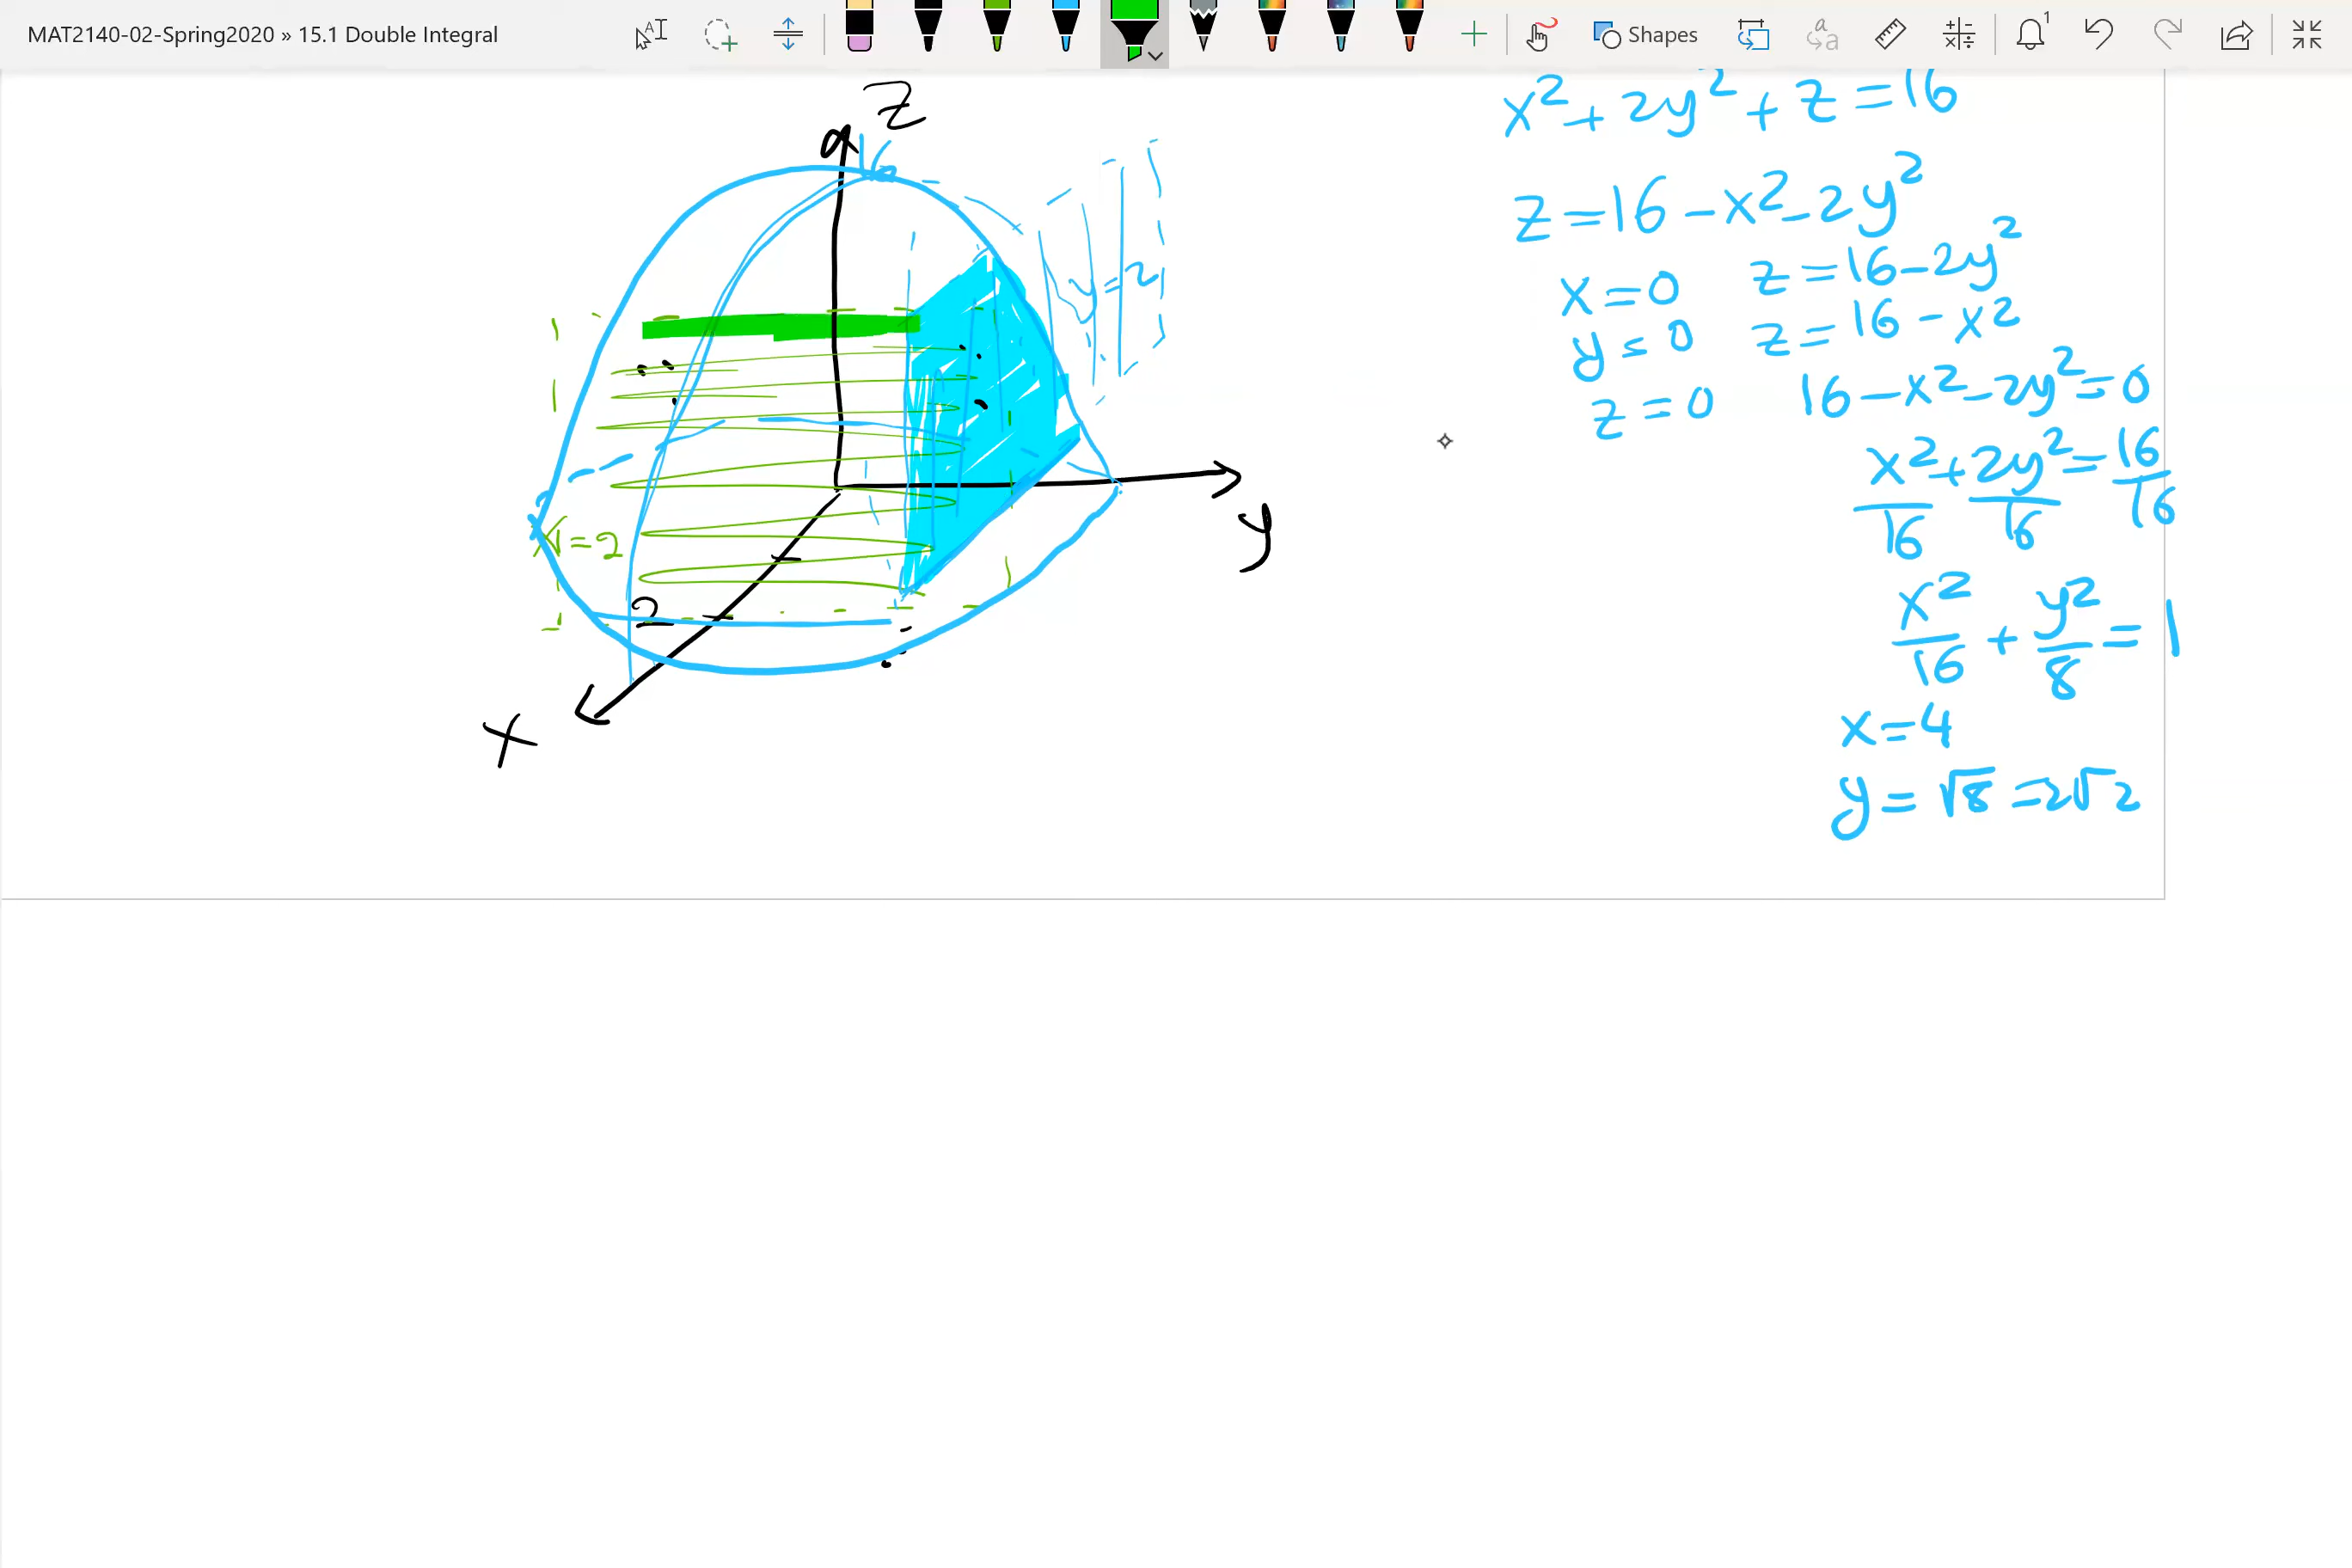 MAT2140-02-Spring2020 » 15.1 Double Integral
Shapes
1
z
16
y=2
x=2
2
y
x
x²+2y²+z=16
z=16-x²-2y²
x=0 z=16-2y²
y=0 z=16-x²
z=0 16-x²-2y²=0
x²/16+2y²/16=16/16
x²/16+y²/8=1
x=4
y=√8=2√2